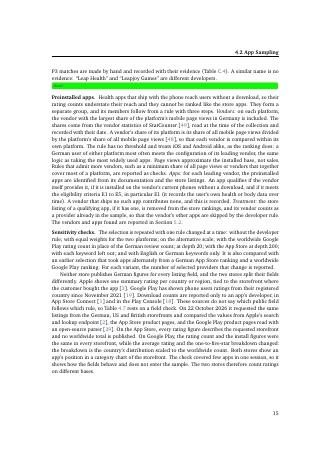 4.2 App Sampling
P3 matches are made by hand and recorded with their evidence (Table C.4). A similar name is no
evidence: "Leap Health" and "Leapjoy Games" are different developers.
Preinstalled apps. Health apps that ship with the phone reach users without a download, so their
rating counts understate their reach and they cannot be ranked like the store apps. They form a
separate group, and its members follow from a rule with three steps. Vendors: on each platform,
the vendor with the largest share of the platform's mobile page views in Germany is included. The
shares come from the vendor statistics of StatCounter [49], read at the time of the collection and
recorded with their date. A vendor's share of its platform is its share of all mobile page views divided
by the platform's share of all mobile page views [48], so that each vendor is compared within its
own platform. The rule has no threshold and treats iOS and Android alike, as the ranking does: a
German user of either platform most often meets the configuration of its leading vendor, the same
logic as taking the most widely used apps. Page views approximate the installed base, not sales.
Rules that admit more vendors, such as a minimum share of all page views or vendors that together
cover most of a platform, are reported as checks. Apps: for each leading vendor, the preinstalled
apps are identified from its documentation and the store listings. An app qualifies if the vendor
itself provides it, if it is installed on the vendor's current phones without a download, and if it meets
the eligibility criteria E1 to E5, in particular E1 (it records the user's own health or body data over
time). A vendor that ships no such app contributes none, and this is recorded. Treatment: the store
listing of a qualifying app, if it has one, is removed from the store rankings, and its vendor counts as
a provider already in the sample, so that the vendor's other apps are skipped by the developer rule.
The vendors and apps found are reported in Section 5.2.
Sensitivity checks. The selection is repeated with one rule changed at a time: without the developer
rule; with equal weights for the two platforms; on the alternative scale; with the worldwide Google
Play rating count in place of the German review count; at depth 20; with the App Store at depth 200;
with each keyword left out; and with English or German keywords only. It is also compared with
an earlier selection that took apps alternately from a German App Store ranking and a worldwide
Google Play ranking. For each variant, the number of selected providers that change is reported.
Neither store publishes German figures for every listing field, and the two stores split their fields
differently. Apple shows one summary rating per country or region, tied to the storefront where
the customer bought the app [2]. Google Play has shown phone users ratings from their registered
country since November 2021 [19]. Download counts are reported only to an app's developer, in
App Store Connect [1] and in the Play Console [18]. These sources do not say which public field
follows which rule, so Table 4.7 rests on a field check. On 22 October 2026 it requested the same
listings from the German, US and British storefronts and compared the values from Apple's search
and lookup endpoint [2], the App Store product pages, and the Google Play product pages read with
an open-source parser [29]. On the App Store, every rating figure describes the requested storefront
and no worldwide total is published. On Google Play, the rating count and the install figures were
the same in every storefront, while the average rating and the one-to-five-star breakdown changed:
the breakdown is the country's distribution scaled to the worldwide count. Both stores show an
app's position in a category chart of the storefront. The check covered few apps in one session, so it
shows how the fields behave and does not enter the sample. The two stores therefore count ratings
on different bases.
15